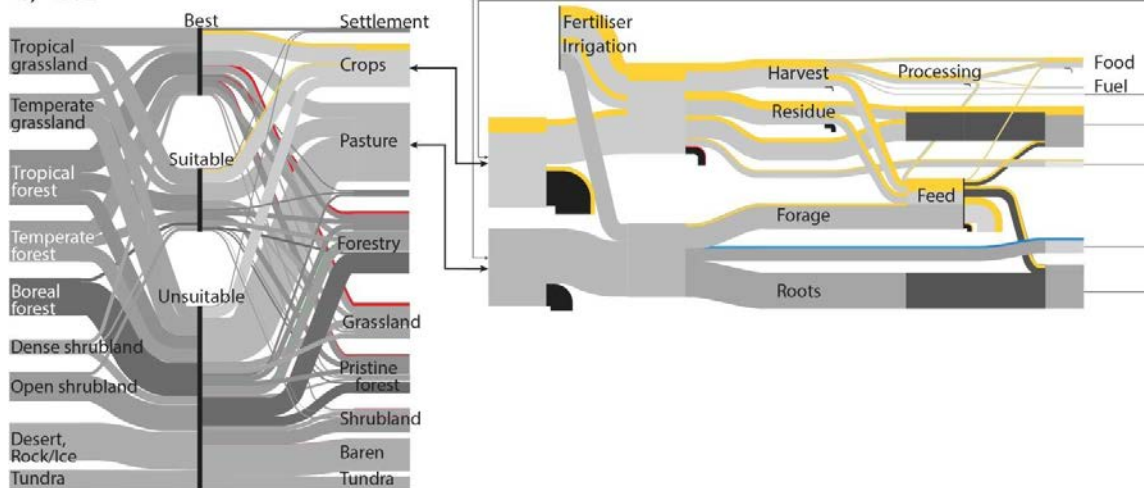 Best
Settlement
Tropical
grassland
Crops
Temperate
grassland
Pasture
Suitable
Tropical
forest
Temperate
forest
Forestry
Boreal
forest
Unsuitable
Grassland
Dense shrubland
Pristine
forest
Open shrubland
Shrubland
Desert,
Rock/Ice
Baren
Tundra
Tundra
Fertiliser
Irrigation
Harvest
Processing
Food
Fuel
Residue
Feed
Forage
Roots